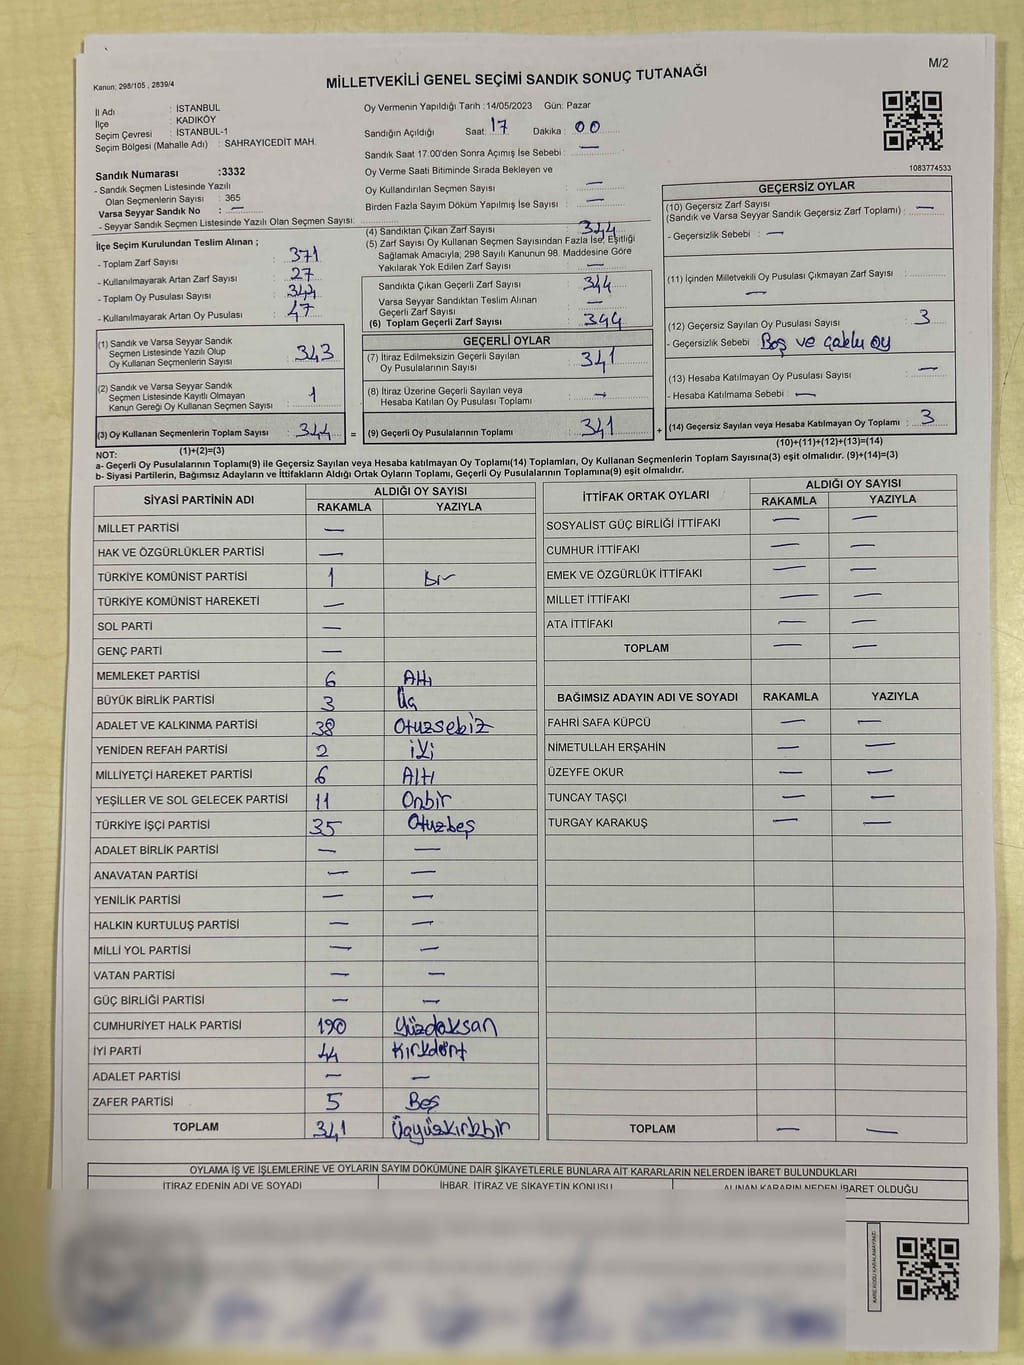 M/2
Kanun; 298/105 , 2839/4
MİLLETVEKİLİ GENEL SEÇİMİ SANDIK SONUÇ TUTANAĞI
İl Adı : İSTANBUL
İlçe : KADIKÖY
Seçim Çevresi : İSTANBUL-1
Seçim Bölgesi (Mahalle Adı) : SAHRAYICEDİT MAH.
Oy Vermenin Yapıldığı Tarih :14/05/2023 Gün: Pazar
Sandığın Açıldığı Saat: 17 Dakika : 00
Sandık Saat 17:00'den Sonra Açımış İse Sebebi : —
Oy Verme Saati Bitiminde Sırada Bekleyen ve
Oy Kullandırılan Seçmen Sayısı : —
Birden Fazla Sayım Döküm Yapılmış İse Sayısı : —
1083774533
Sandık Numarası :3332
- Sandık Seçmen Listesinde Yazılı
Olan Seçmenlerin Sayısı : 365
Varsa Seyyar Sandık No : —
- Seyyar Sandık Seçmen Listesinde Yazılı Olan Seçmen Sayısı:
İlçe Seçim Kurulundan Teslim Alınan ;
- Toplam Zarf Sayısı : 371
- Kullanılmayarak Artan Zarf Sayısı : 27
- Toplam Oy Pusulası Sayısı : 344
- Kullanılmayarak Artan Oy Pusulası : 47
(1) Sandık ve Varsa Seyyar Sandık
Seçmen Listesinde Yazılı Olup
Oy Kullanan Seçmenlerin Sayısı : 343
(2) Sandık ve Varsa Seyyar Sandık
Seçmen Listesinde Kayıtlı Olmayan
Kanun Gereği Oy Kullanan Seçmen Sayısı : 1
(3) Oy Kullanan Seçmenlerin Toplam Sayısı : 344 =
(1)+(2)=(3)
(4) Sandıktan Çıkan Zarf Sayısı : 344
(5) Zarf Sayısı Oy Kullanan Seçmen Sayısından Fazla İse, Eşitliği
Sağlamak Amacıyla, 298 Sayılı Kanunun 98. Maddesine Göre
Yakılarak Yok Edilen Zarf Sayısı : —
Sandıkta Çıkan Geçerli Zarf Sayısı : 344
Varsa Seyyar Sandıktan Teslim Alınan
Geçerli Zarf Sayısı : —
(6) Toplam Geçerli Zarf Sayısı : 344
GEÇERLİ OYLAR
(7) İtiraz Edilmeksizin Geçerli Sayılan
Oy Pusulalarının Sayısı : 341
(8) İtiraz Üzerine Geçerli Sayılan veya
Hesaba Katılan Oy Pusulası Toplamı : —
(9) Geçerli Oy Pusulalarının Toplamı : 341 +
GEÇERSİZ OYLAR
(10) Geçersiz Zarf Sayısı
(Sandık ve Varsa Seyyar Sandık Geçersiz Zarf Toplamı) : —
- Geçersizlik Sebebi : —
(11) İçinden Milletvekili Oy Pusulası Çıkmayan Zarf Sayısı :
—
(12) Geçersiz Sayılan Oy Pusulası Sayısı : 3
- Geçersizlik Sebebi : Boş ve çoklu oy
(13) Hesaba Katılmayan Oy Pusulası Sayısı : —
- Hesaba Katılmama Sebebi : —
(14) Geçersiz Sayılan veya Hesaba Katılmayan Oy Toplamı : 3
(10)+(11)+(12)+(13)=(14)
NOT:
a- Geçerli Oy Pusulalarının Toplamı(9) ile Geçersiz Sayılan veya Hesaba katılmayan Oy Toplamı(14) Toplamları, Oy Kullanan Seçmenlerin Toplam Sayısına(3) eşit olmalıdır. (9)+(14)=(3)
b- Siyasi Partilerin, Bağımsız Adayların ve İttifakların Aldığı Ortak Oyların Toplamı, Geçerli Oy Pusulalarının Toplamına(9) eşit olmalıdır.
SİYASİ PARTİNİN ADI ALDIĞI OY SAYISI
RAKAMLA YAZIYLA
MİLLET PARTİSİ —
HAK VE ÖZGÜRLÜKLER PARTİSİ —
TÜRKİYE KOMÜNİST PARTİSİ 1 bir
TÜRKİYE KOMÜNİST HAREKETİ —
SOL PARTİ —
GENÇ PARTİ —
MEMLEKET PARTİSİ 6 Altı
BÜYÜK BİRLİK PARTİSİ 3 Üç
ADALET VE KALKINMA PARTİSİ 38 Otuzsekiz
YENİDEN REFAH PARTİSİ 2 iki
MİLLİYETÇİ HAREKET PARTİSİ 6 Altı
YEŞİLLER VE SOL GELECEK PARTİSİ 11 Onbir
TÜRKİYE İŞÇİ PARTİSİ 35 Otuzbeş
ADALET BİRLİK PARTİSİ — —
ANAVATAN PARTİSİ — —
YENİLİK PARTİSİ — —
HALKIN KURTULUŞ PARTİSİ — —
MİLLİ YOL PARTİSİ — —
VATAN PARTİSİ — —
GÜÇ BİRLİĞİ PARTİSİ — —
CUMHURİYET HALK PARTİSİ 190 Yüzdoksan
İYİ PARTİ 44 Kırkdört
ADALET PARTİSİ — —
ZAFER PARTİSİ 5 Beş
TOPLAM 341 Üçyüzkırkbir
İTTİFAK ORTAK OYLARI ALDIĞI OY SAYISI
RAKAMLA YAZIYLA
SOSYALİST GÜÇ BİRLİĞİ İTTİFAKI — —
CUMHUR İTTİFAKI — —
EMEK VE ÖZGÜRLÜK İTTİFAKI — —
MİLLET İTTİFAKI — —
ATA İTTİFAKI — —
TOPLAM — —
BAĞIMSIZ ADAYIN ADI VE SOYADI RAKAMLA YAZIYLA
FAHRİ SAFA KÜPCÜ — —
NİMETULLAH ERŞAHİN — —
ÜZEYFE OKUR — —
TUNCAY TAŞÇI — —
TURGAY KARAKUŞ — —
TOPLAM — —
OYLAMA İŞ VE İŞLEMLERİNE VE OYLARIN SAYIM DÖKÜMÜNE DAİR ŞİKAYETLERLE BUNLARA AİT KARARLARIN NELERDEN İBARET BULUNDUKLARI
İTİRAZ EDENİN ADI VE SOYADI İHBAR, İTİRAZ VE ŞİKAYETİN KONUSU ALINAN KARARIN NEDEN İBARET OLDUĞU
KAREKODU KARALAMAYINIZ!